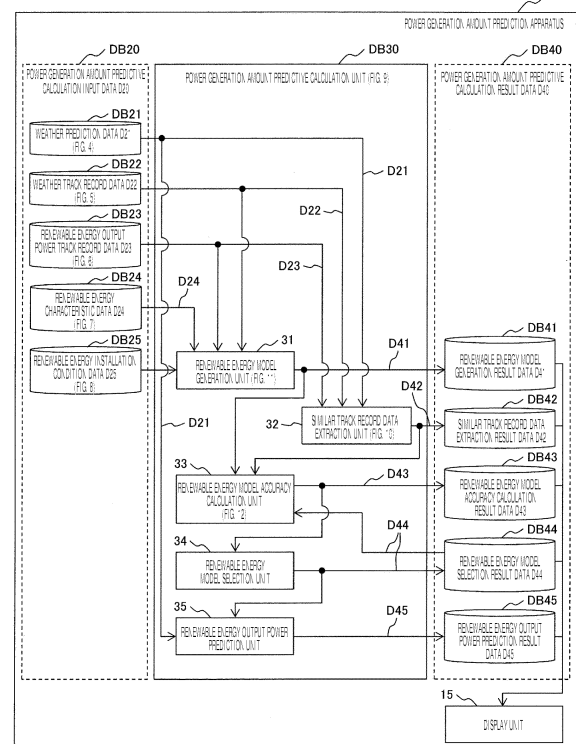 POWER GENERATION AMOUNT PREDICTION APPARATUS
DB20
DB30
DB40
POWER GENERATION AMOUNT PREDICTIVE
CALCULATION INPUT DATA D20
POWER GENERATION AMOUNT PREDICTIVE CALCULATION UNIT (FIG. 9)
POWER GENERATION AMOUNT PREDICTIVE
CALCULATION RESULT DATA D40
DB21
WEATHER PREDICTION DATA D2*
(FIG. 4)
D21
DB22
WEATHER TRACK RECORD DATA D22
(FIG. 5)
D22
DB23
RENEWABLE ENERGY OUTPUT
POWER TRACK RECORD DATA D23
(FIG. 6)
D23
DB24
RENEWABLE ENERGY
CHARACTERISTIC DATA D24
(FIG. 7)
D24
DB25
RENEWABLE ENERGY INSTALLATION
CONDITION DATA D25
(FIG. 8)
31
RENEWABLE ENERGY MODEL
GENERATION UNIT (FIG. **)
D41
DB41
RENEWABLE ENERGY MODEL
GENERATION RESULT DATA D4*
D21
32
SIMILAR TRACK RECORD DATA
EXTRACTION UNIT (FIG. *0)
D42
DB42
SIMILAR TRACK RECORD DATA
EXTRACTION RESULT DATA D42
33
RENEWABLE ENERGY MODEL ACCURACY
CALCULATION UNIT
(FIG. *2)
D43
DB43
RENEWABLE ENERGY MODEL
ACCURACY CALCULATION
RESULT DATA D43
34
RENEWABLE ENERGY
MODEL SELECTION UNIT
D44
DB44
RENEWABLE ENERGY MODEL
SELECTION RESULT DATA D44
35
RENEWABLE ENERGY OUTPUT POWER
PREDICTION UNIT
D45
DB45
RENEWABLE ENERGY OUTPUT
POWER PREDICTION RESULT
DATA D45
15
DISPLAY UNIT